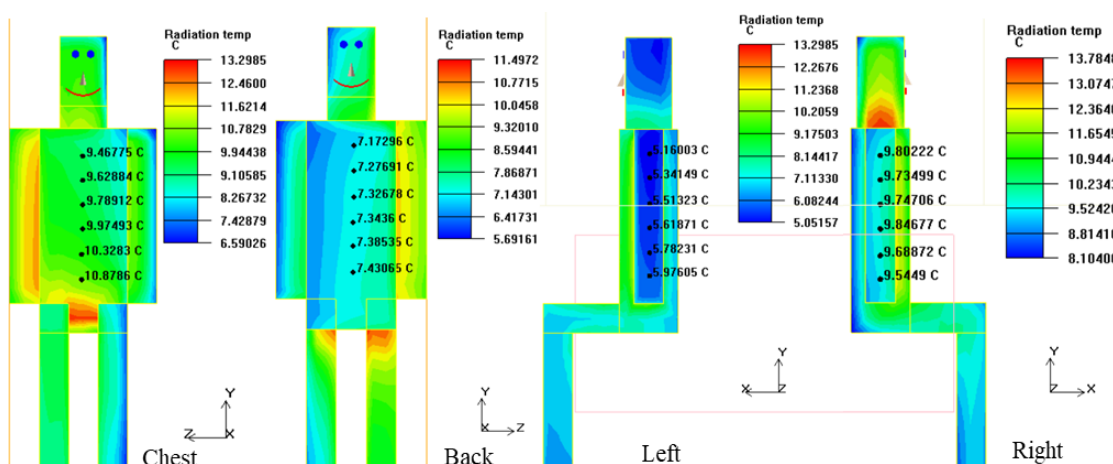 Radiation temp
C
13.2985
12.4600
11.6214
10.7829
9.94438
9.10585
8.26732
7.42879
6.59026
9.46775 C
9.62884 C
9.78912 C
9.97493 C
10.3283 C
10.8786 C
Y
Z
X
Chest
Radiation temp
C
11.4972
10.7715
10.0458
9.32010
8.59441
7.86871
7.14301
6.41731
5.69161
7.17296 C
7.27691 C
7.32678 C
7.3436 C
7.38535 C
7.43065 C
Y
X
Z
Back
Radiation temp
C
13.2985
12.2676
11.2368
10.2059
9.17503
8.14417
7.11330
6.08244
5.05157
5.16003 C
5.34149 C
5.51323 C
5.61871 C
5.78231 C
5.97605 C
Y
X
Z
Left
Radiation temp
C
13.7848
13.0747
12.3640
11.6545
10.9444
10.2342
9.52420
8.81410
8.10400
9.80222 C
9.73499 C
9.74706 C
9.84677 C
9.68872 C
9.5449 C
Y
Z
X
Right